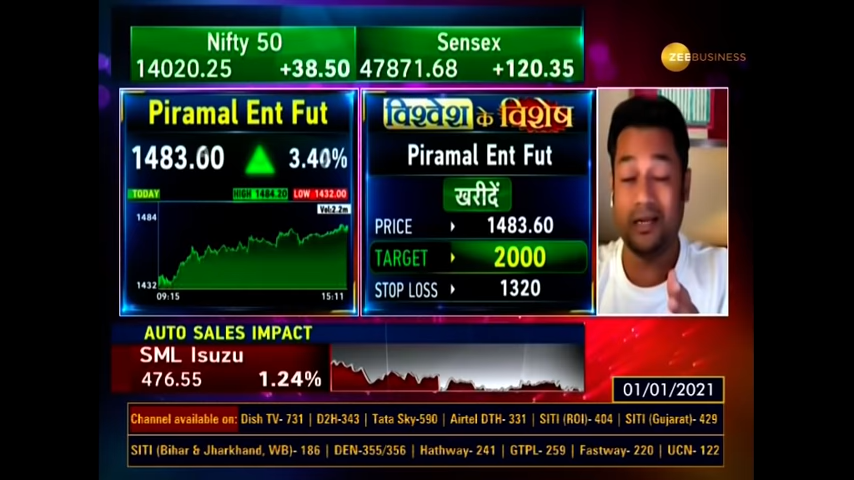 Nifty 50
14020.25 +38.50
Sensex
47871.68 +120.35
ZEEBUSINESS
Piramal Ent Fut
1483.60 3.40%
TODAY HIGH 1484.20 LOW 1432.00
Vol:2.2m
1484
1432
09:15 15:11
विश्वेश के विशेष
Piramal Ent Fut
खरीदें
PRICE 1483.60
TARGET 2000
STOP LOSS 1320
AUTO SALES IMPACT
SML Isuzu
476.55 1.24%
01/01/2021
Channel available on: Dish TV- 731 | D2H-343 | Tata Sky-590 | Airtel DTH- 331 | SITI (ROI)- 404 | SITI (Gujarat)- 429
SITI (Bihar & Jharkhand, WB)- 186 | DEN-355/356 | Hathway- 241 | GTPL- 259 | Fastway- 220 | UCN- 122